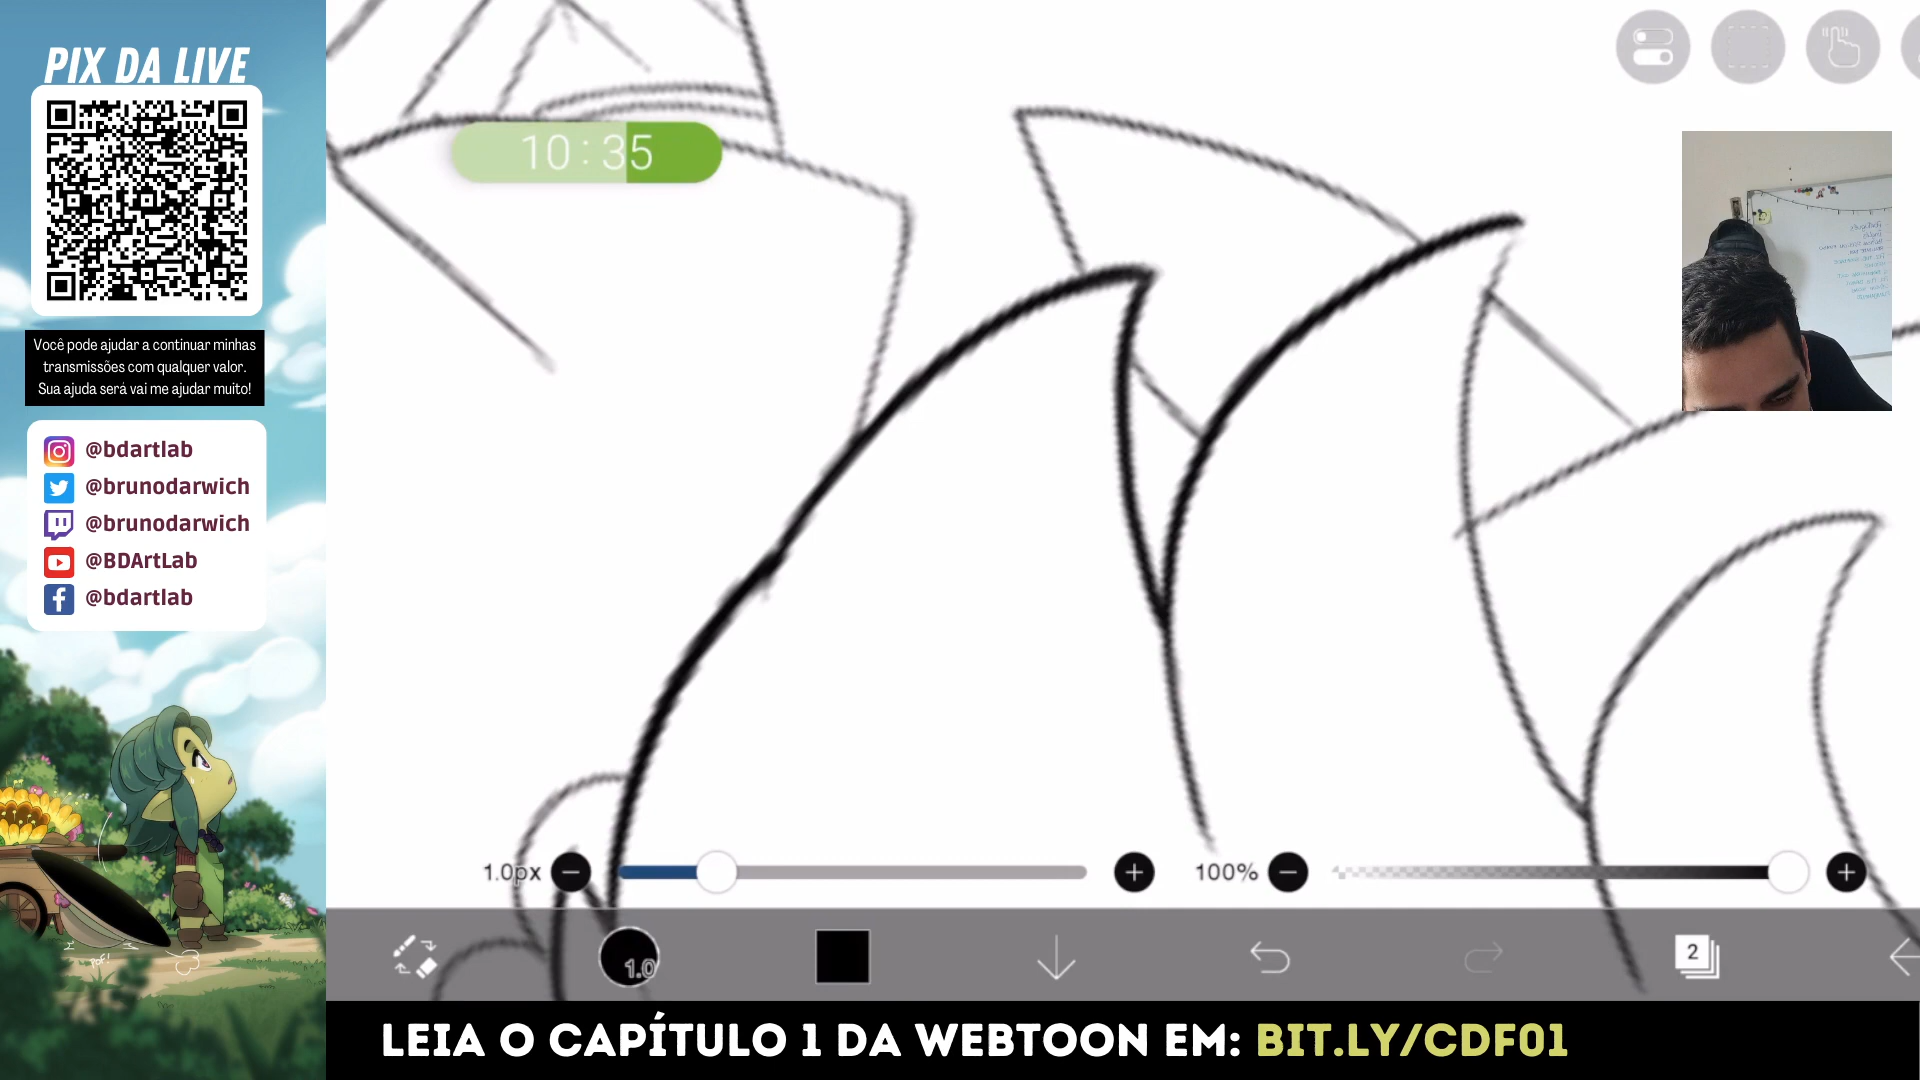 PIX DA LIVE
Você pode ajudar a continuar minhas
transmissões com qualquer valor.
Sua ajuda será vai me ajudar muito!
@bdartlab
@brunodarwich
@brunodarwich
@BDArtLab
@bdartlab
POF!
10:35
1.0px
100%
1.0
2
LEIA O CAPÍTULO 1 DA WEBTOON EM: BIT.LY/CDF01